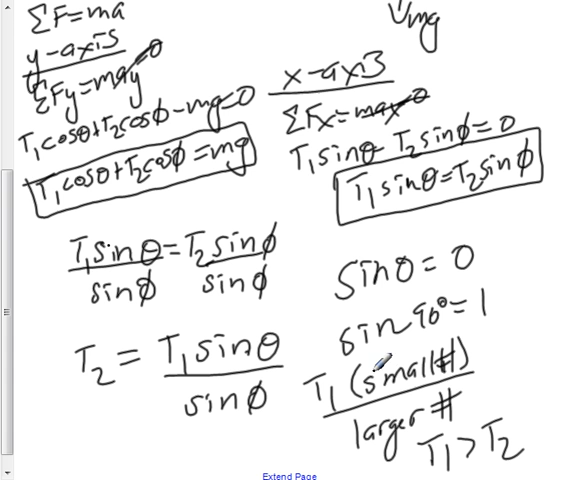 ΣF=ma
y-axis
ΣFy=may=0
T₁cosθ+T₂cosϕ-mg=0
T₁cosθ+T₂cosϕ=mg
mg
x-axis
ΣFx=max=0
T₁sinθ-T₂sinϕ=0
T₁sinθ=T₂sinϕ
T₁sinθ/sinϕ = T₂sinϕ/sinϕ
T₂ = T₁sinθ/sinϕ
sin0 = 0
sin90°=1
T₁(small#)
larger #
T₁>T₂
Extend Page